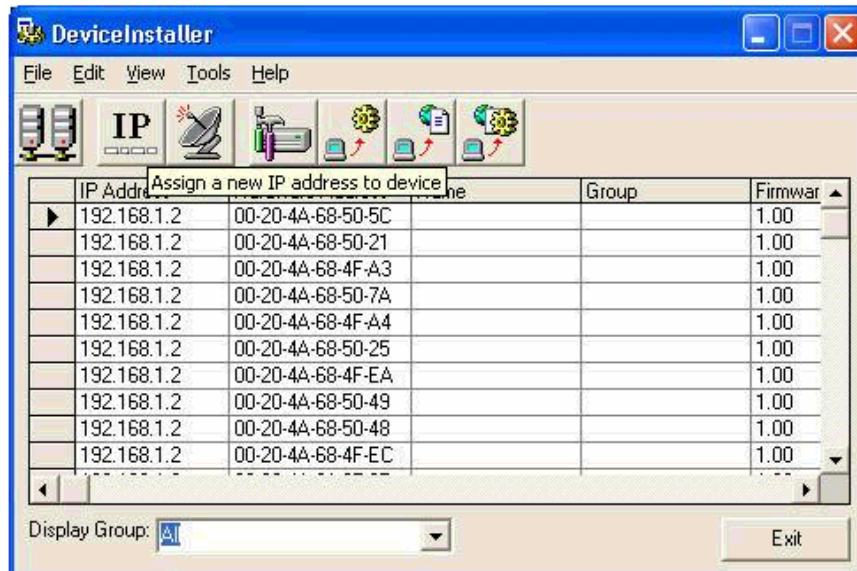 DeviceInstaller
File Edit View Tools Help
IP
Assign a new IP address to device
IP Group Firmwar
192.168.1.2 00-20-4A-68-50-5C 1.00
192.168.1.2 00-20-4A-68-50-21 1.00
192.168.1.2 00-20-4A-68-4F-A3 1.00
192.168.1.2 00-20-4A-68-50-7A 1.00
192.168.1.2 00-20-4A-68-4F-A4 1.00
192.168.1.2 00-20-4A-68-50-25 1.00
192.168.1.2 00-20-4A-68-4F-EA 1.00
192.168.1.2 00-20-4A-68-50-49 1.00
192.168.1.2 00-20-4A-68-50-48 1.00
192.168.1.2 00-20-4A-68-4F-EC 1.00
Display Group: All
Exit